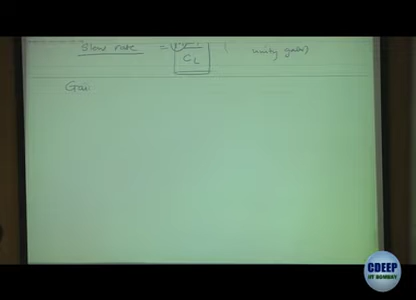 Slew rate = C_L ( unity gain)
Gai
CDEEP
IIT BOMBAY